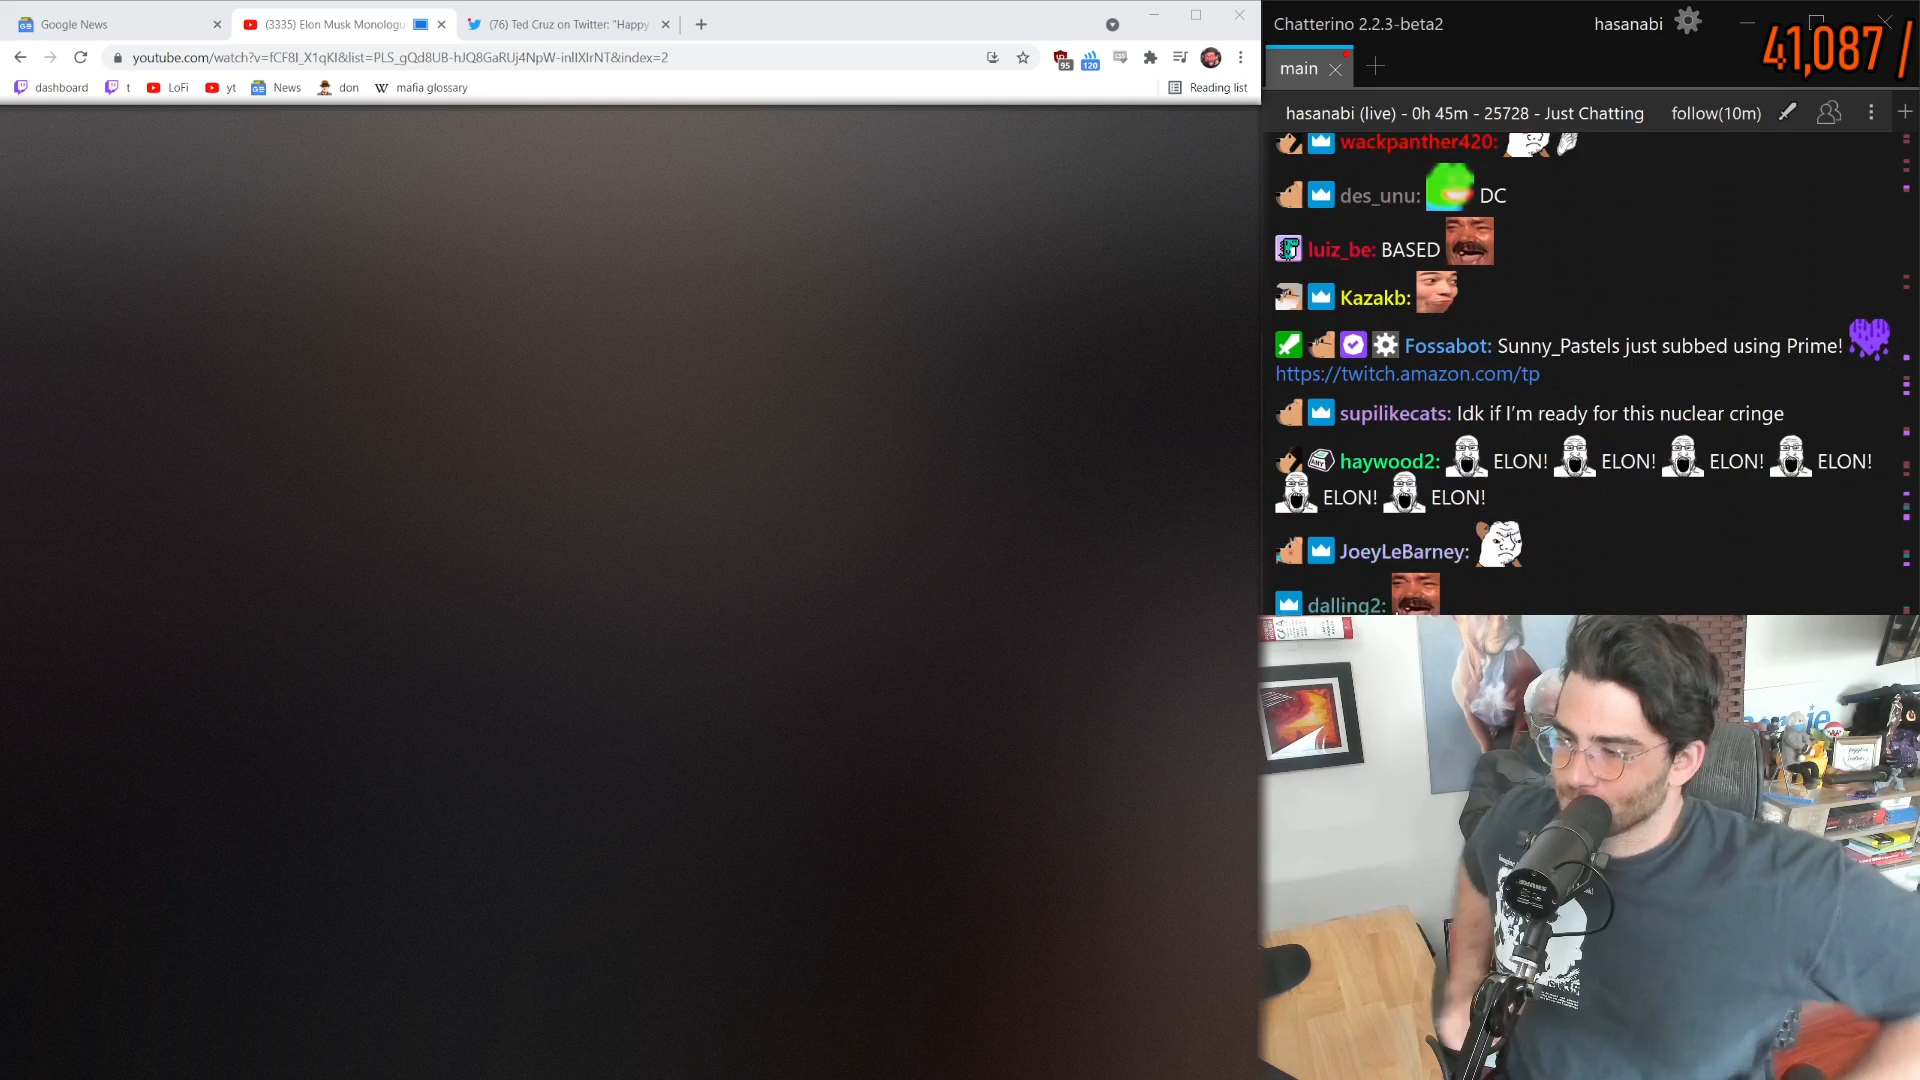 Google News
(3335) Elon Musk Monologu
(76) Ted Cruz on Twitter: "Happy
youtube.com/watch?v=fCF8I_X1qKI&list=PLS_gQd8UB-hJQ8GaRUj4NpW-inlIXlrNT&index=2
95
120
dashboard
t
LoFi
yt
News
don
mafia glossary
Reading list
Chatterino 2.2.3-beta2
hasanabi
41,087 /
main
hasanabi (live) - 0h 45m - 25728 - Just Chatting
follow(10m)
wackpanther420:
des_unu: DC
luiz_be: BASED
Kazakb:
Fossabot: Sunny_Pastels just subbed using Prime!
https://twitch.amazon.com/tp
supilikecats: Idk if I'm ready for this nuclear cringe
haywood2: ELON! ELON! ELON! ELON!
ELON! ELON!
JoeyLeBarney:
dalling2: